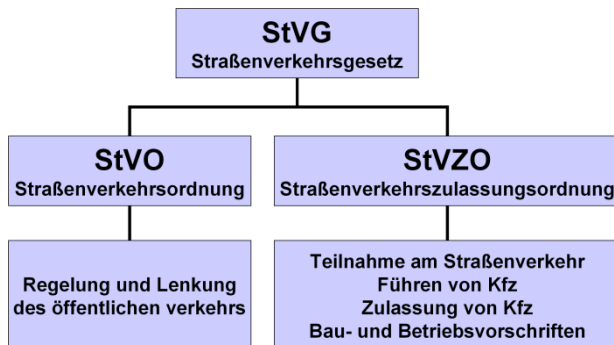 StVG
Straßenverkehrsgesetz
StVO
Straßenverkehrsordnung
StVZO
Straßenverkehrszulassungsordnung
Regelung und Lenkung
des öffentlichen verkehrs
Teilnahme am Straßenverkehr
Führen von Kfz
Zulassung von Kfz
Bau- und Betriebsvorschriften